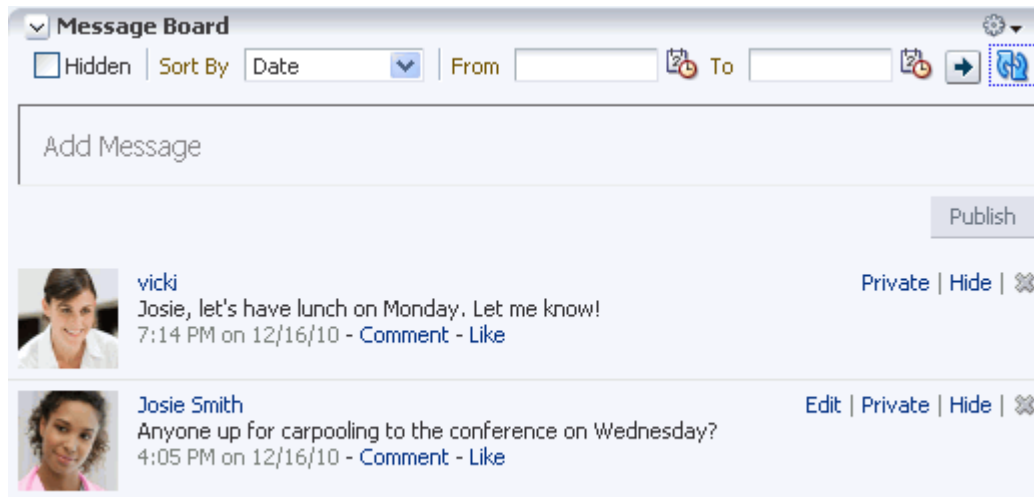 Message Board
Hidden | Sort By Date | From To
Add Message
Publish
vicki Private | Hide |
Josie, let's have lunch on Monday. Let me know!
7:14 PM on 12/16/10 - Comment - Like
Josie Smith Edit | Private | Hide |
Anyone up for carpooling to the conference on Wednesday?
4:05 PM on 12/16/10 - Comment - Like